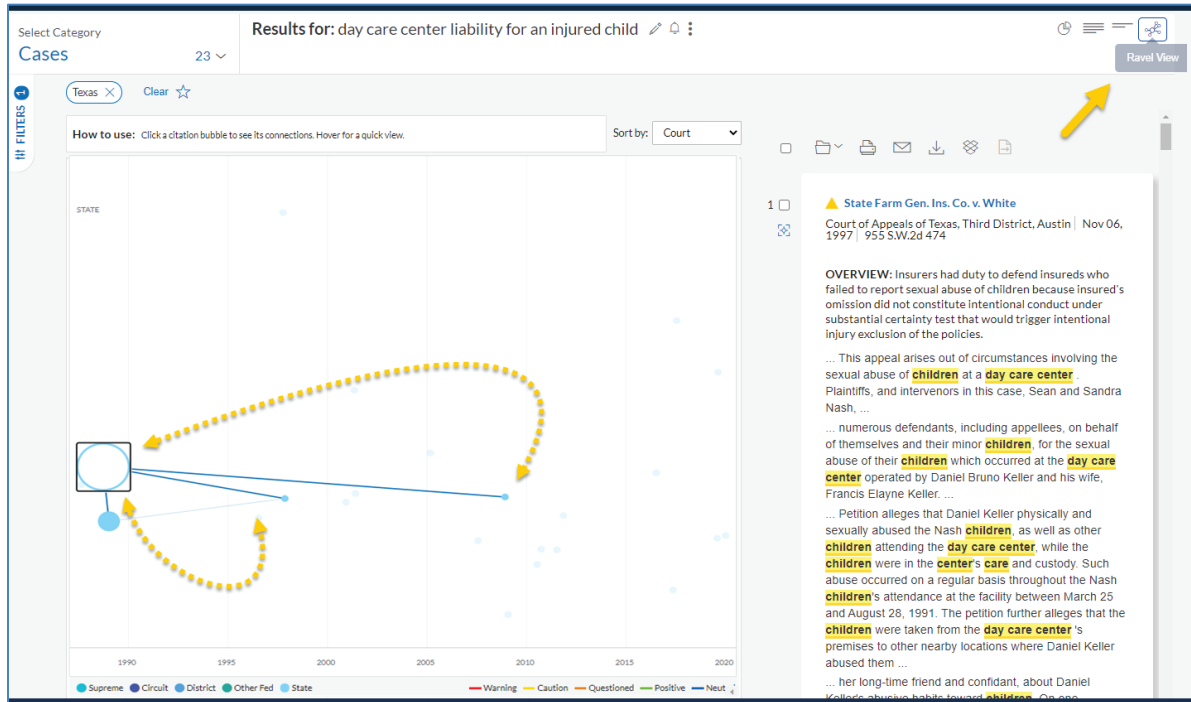 Select Category
Cases 23
Results for: day care center liability for an injured child
Ravel View
FILTERS 1
Texas Clear
How to use: Click a citation bubble to see its connections. Hover for a quick view.
Sort by: Court
STATE
1990 1995 2000 2005 2010 2015 2020
Supreme Circuit District Other Fed State
Warning Caution Questioned Positive Neut
1 State Farm Gen. Ins. Co. v. White
Court of Appeals of Texas, Third District, Austin | Nov 06,
1997 | 955 S.W.2d 474
OVERVIEW: Insurers had duty to defend insureds who
failed to report sexual abuse of children because insured's
omission did not constitute intentional conduct under
substantial certainty test that would trigger intentional
injury exclusion of the policies.
... This appeal arises out of circumstances involving the
sexual abuse of children at a day care center .
Plaintiffs, and intervenors in this case, Sean and Sandra
Nash, ...
... numerous defendants, including appellees, on behalf
of themselves and their minor children, for the sexual
abuse of their children which occurred at the day care
center operated by Daniel Bruno Keller and his wife,
Francis Elayne Keller. ...
... Petition alleges that Daniel Keller physically and
sexually abused the Nash children, as well as other
children attending the day care center, while the
children were in the center's care and custody. Such
abuse occurred on a regular basis throughout the Nash
children's attendance at the facility between March 25
and August 28, 1991. The petition further alleges that the
children were taken from the day care center 's
premises to other nearby locations where Daniel Keller
abused them ...
... her long-time friend and confidant, about Daniel
Keller's abusive habits toward children. On one